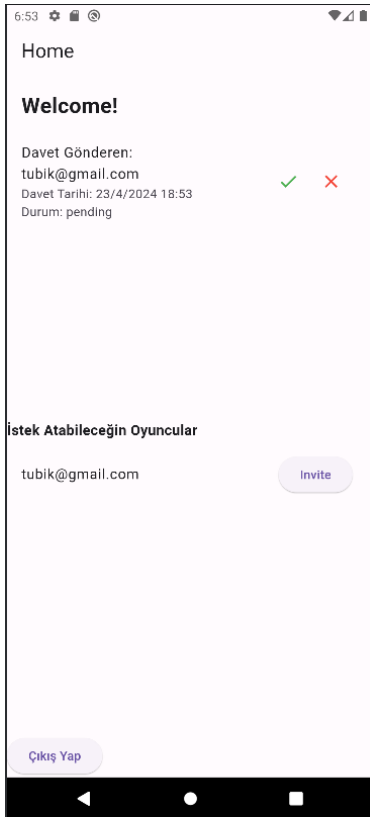 6:53
Home
Welcome!
Davet Gönderen:
tubik@gmail.com
Davet Tarihi: 23/4/2024 18:53
Durum: pending
İstek Atabileceğin Oyuncular
tubik@gmail.com Invite
Çıkış Yap